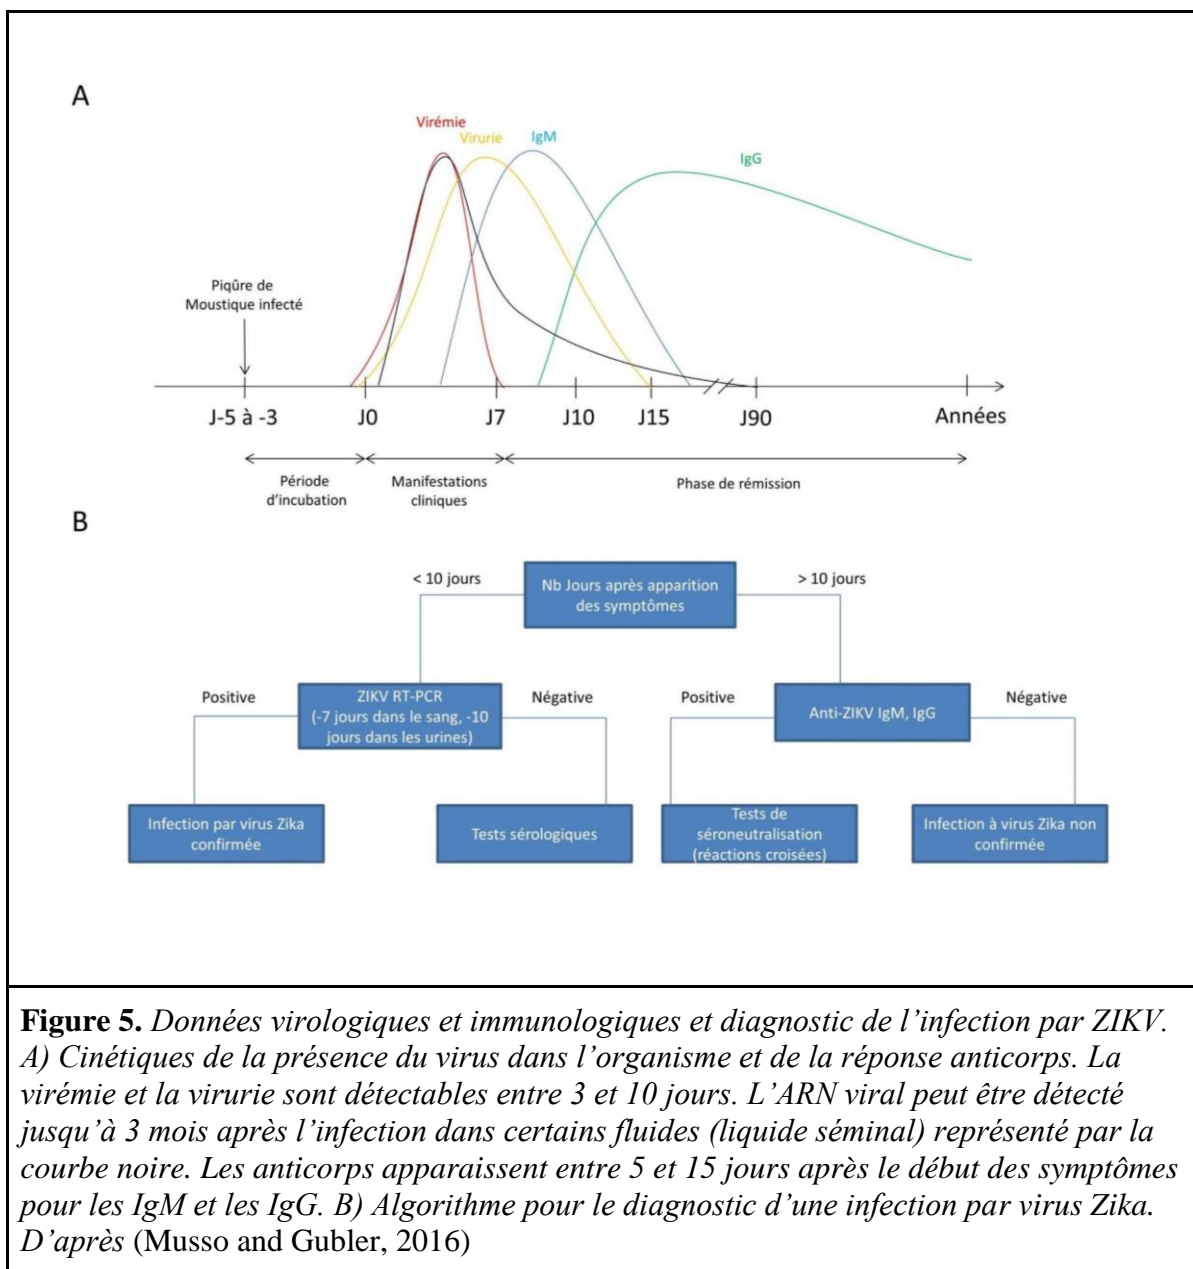 A
Virémie
Virurie
IgM
IgG
Piqûre de
Moustique infecté
J-5 à -3
J0
J7
J10
J15
J90
Années
Période
d’incubation
Manifestations
cliniques
Phase de rémission
B
< 10 jours
Nb Jours après apparition
des symptômes
> 10 jours
Positive
ZIKV RT-PCR
(-7 jours dans le sang, -10
jours dans les urines)
Négative
Positive
Anti-ZIKV IgM, IgG
Négative
Infection par virus Zika
confirmée
Tests sérologiques
Tests de
séroneutralisation
(réactions croisées)
Infection à virus Zika non
confirmée
Figure 5. Données virologiques et immunologiques et diagnostic de l’infection par ZIKV.
A) Cinétiques de la présence du virus dans l’organisme et de la réponse anticorps. La
virémie et la virurie sont détectables entre 3 et 10 jours. L’ARN viral peut être détecté
jusqu’à 3 mois après l’infection dans certains fluides (liquide séminal) représenté par la
courbe noire. Les anticorps apparaissent entre 5 et 15 jours après le début des symptômes
pour les IgM et les IgG. B) Algorithme pour le diagnostic d’une infection par virus Zika.
D’après (Musso and Gubler, 2016)